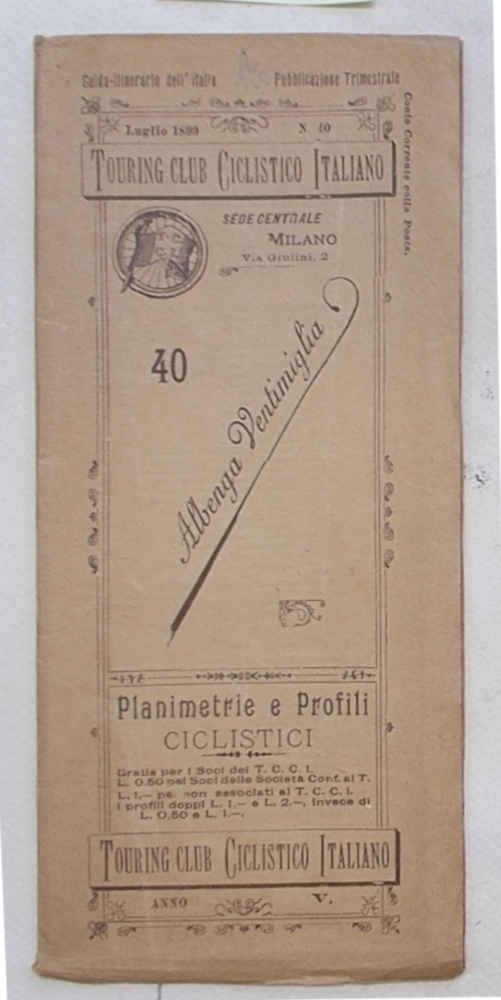 Guida-Itinerario dell'Italia Pubblicazione Trimestrale
Luglio 1899 N. 40
Conto Corrente colla Posta.
TOURING CLUB CICLISTICO ITALIANO
SEDE CENTRALE
MILANO
Via Giulini, 2
40
Albenga Ventimiglia
Planimetrie e Profili
CICLISTICI
Gratis per i Soci del T. C. C. I.
L. 0.50 pei Soci delle Società Conf. al T.
L. 1.— pei non associati al T. C. C. I.
I profili doppi L. 1.— e L. 2.—, invece di
L. 0,50 e L. 1.—.
TOURING CLUB CICLISTICO ITALIANO
ANNO V.